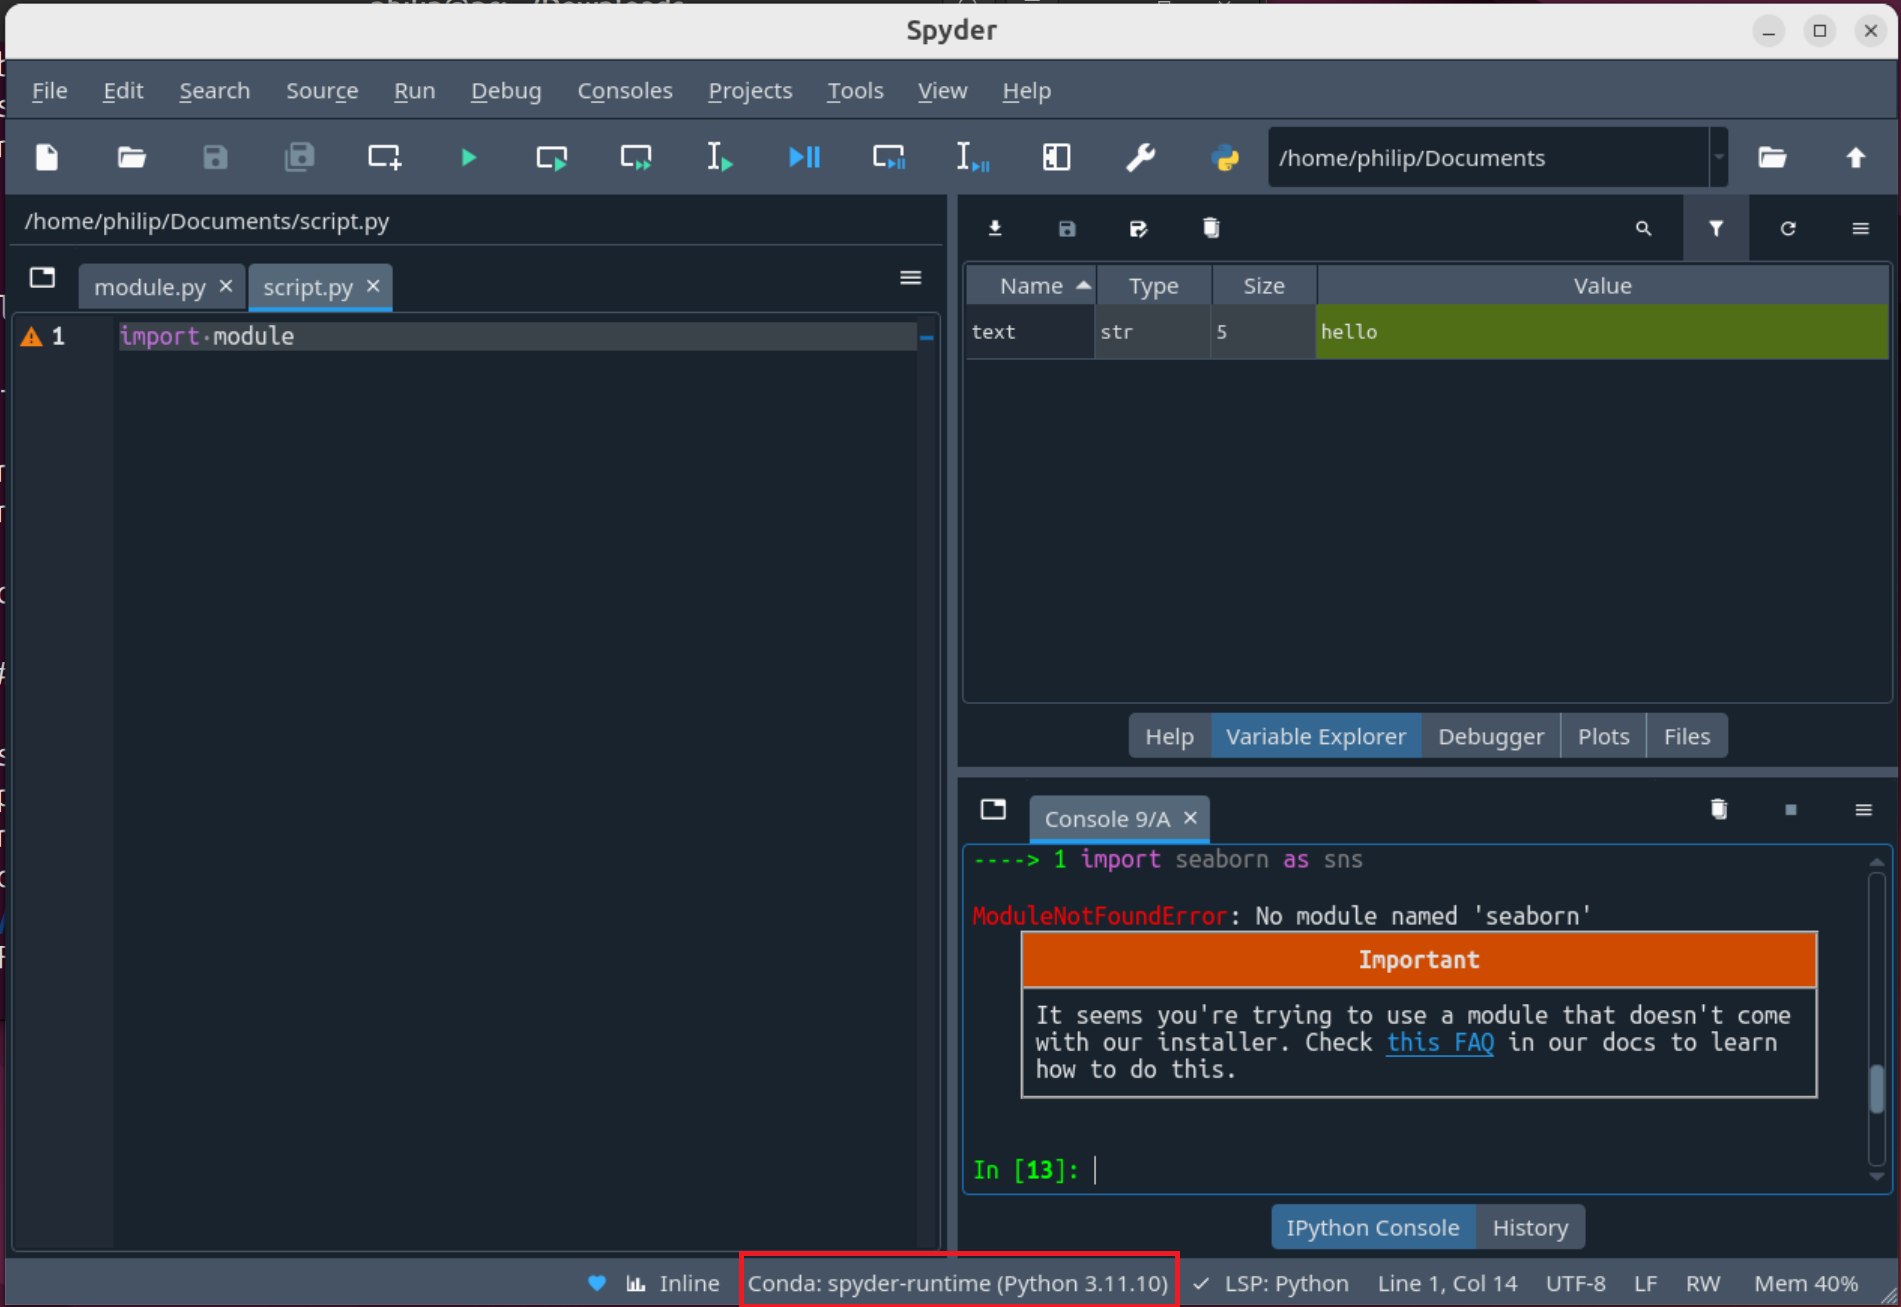 Spyder
File Edit Search Source Run Debug Consoles Projects Tools View Help
/home/philip/Documents
/home/philip/Documents/script.py
module.py script.py
1 import module
Name Type Size Value
text str 5 hello
Help Variable Explorer Debugger Plots Files
Console 9/A
----> 1 import seaborn as sns
ModuleNotFoundError: No module named 'seaborn'
Important
It seems you're trying to use a module that doesn't come
with our installer. Check this FAQ in our docs to learn
how to do this.
In [13]:
IPython Console History
Inline Conda: spyder-runtime (Python 3.11.10) LSP: Python Line 1, Col 14 UTF-8 LF RW Mem 40%